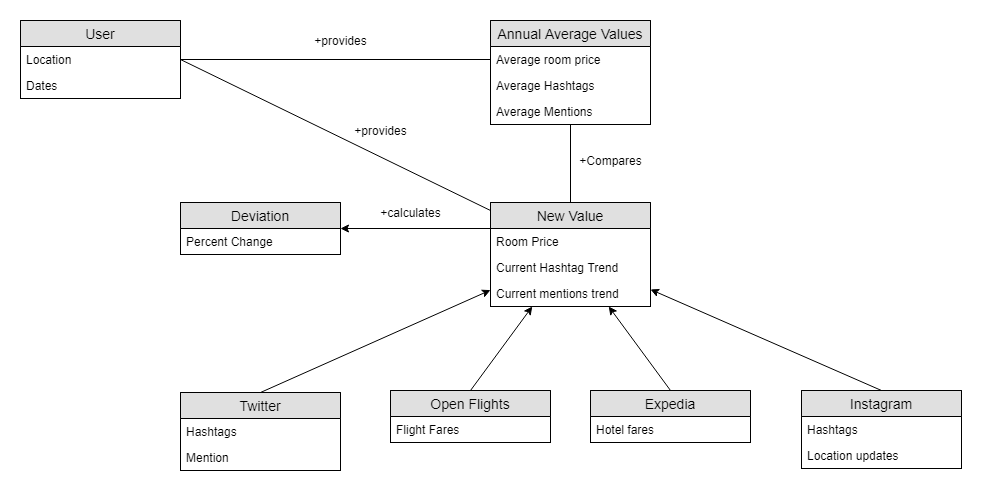 User
Location
Dates
+provides
Annual Average Values
Average room price
Average Hashtags
Average Mentions
+provides
+Compares
Deviation
Percent Change
+calculates
New Value
Room Price
Current Hashtag Trend
Current mentions trend
Twitter
Hashtags
Mention
Open Flights
Flight Fares
Expedia
Hotel fares
Instagram
Hashtags
Location updates